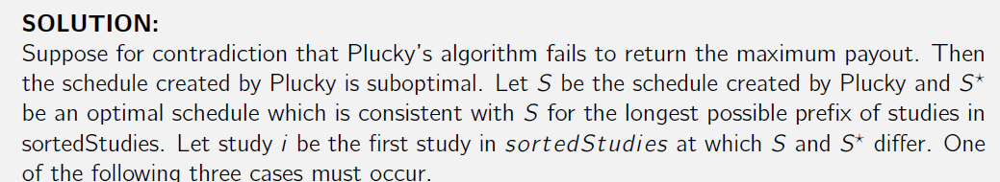 SOLUTION:
Suppose for contradiction that Plucky's algorithm fails to return the maximum payout. Then
the schedule created by Plucky is suboptimal. Let S be the schedule created by Plucky and S⋆
be an optimal schedule which is consistent with S for the longest possible prefix of studies in
sortedStudies. Let study i be the first study in sortedStudies at which S and S⋆ differ. One
of the following three cases must occur.